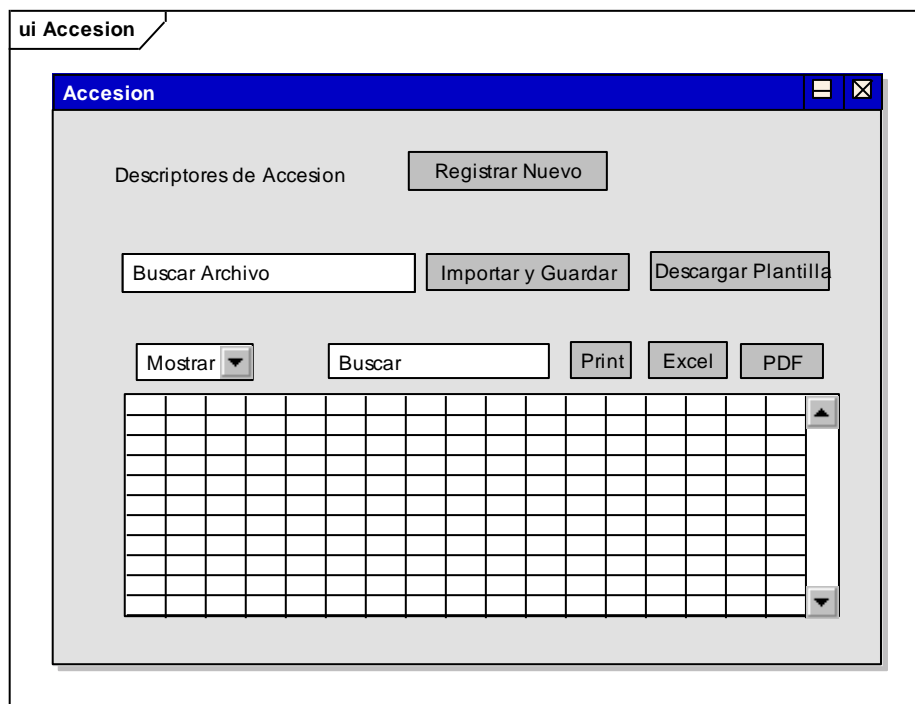 ui Accesion
Accesion
Descriptores de Accesion Registrar Nuevo
Buscar Archivo Importar y Guardar Descargar Plantilla
Mostrar Buscar Print Excel PDF